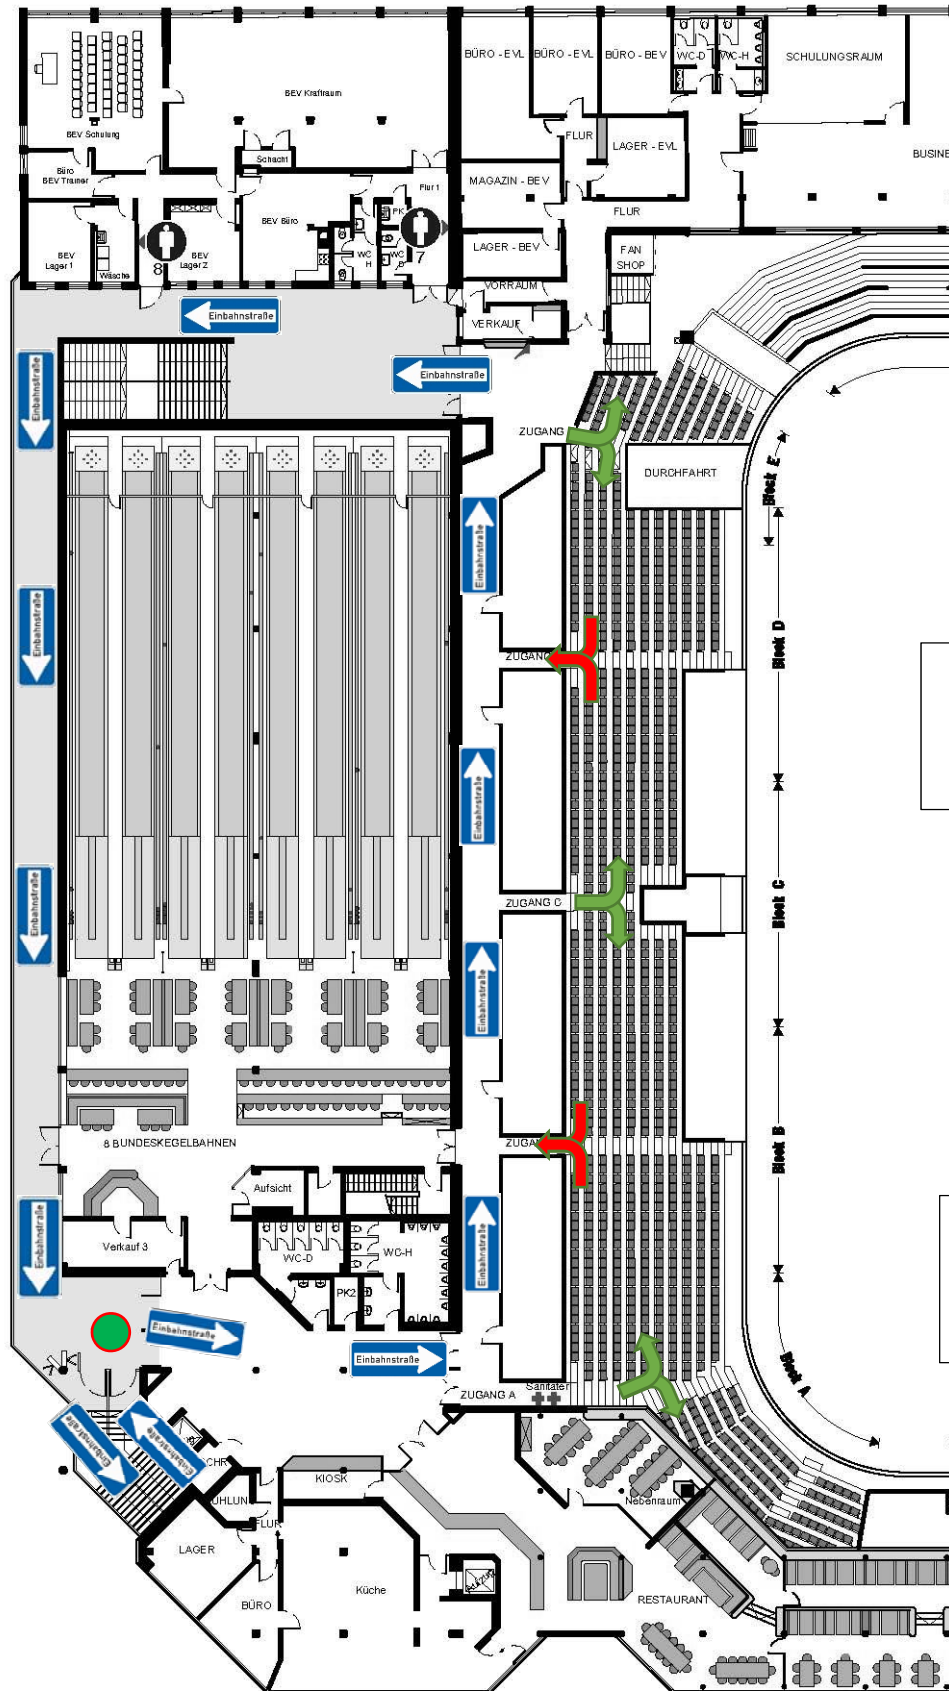 BÜRO - EVL
BÜRO - EVL
BÜRO - BEV
WC-D
WC-H
SCHULUNGSRAUM
BEV Kraftraum
BEV Schulung
FLUR
LAGER - EVL
BUSINE
Schacht
Büro
BEV Trainer
MAGAZIN - BEV
Flur 1
FLUR
PK
BEV Büro
BEV
Lager 1
Wäsche
8
BEV
Lager 2
WC
H
WC
D
7
LAGER - BEV
FAN
SHOP
VORRAUM
VERKAUF
Einbahnstraße
Einbahnstraße
Einbahnstraße
ZUGANG
DURCHFAHRT
Block E
Einbahnstraße
Einbahnstraße
Block D
ZUGANG
Einbahnstraße
Einbahnstraße
ZUGANG C
Block C
Einbahnstraße
8 BUNDESKEGELBAHNEN
ZUGA
Block B
Aufsicht
Einbahnstraße
Einbahnstraße
Verkauf 3
WC-D
WC-H
PK2
Einbahnstraße
Einbahnstraße
ZUGANG A
Sanitäter
Block A
Einbahnstraße
Einbahnstraße
KIOSK
Nebenraum
FLUR
LAGER
Küche
Aufzug
BÜRO
RESTAURANT